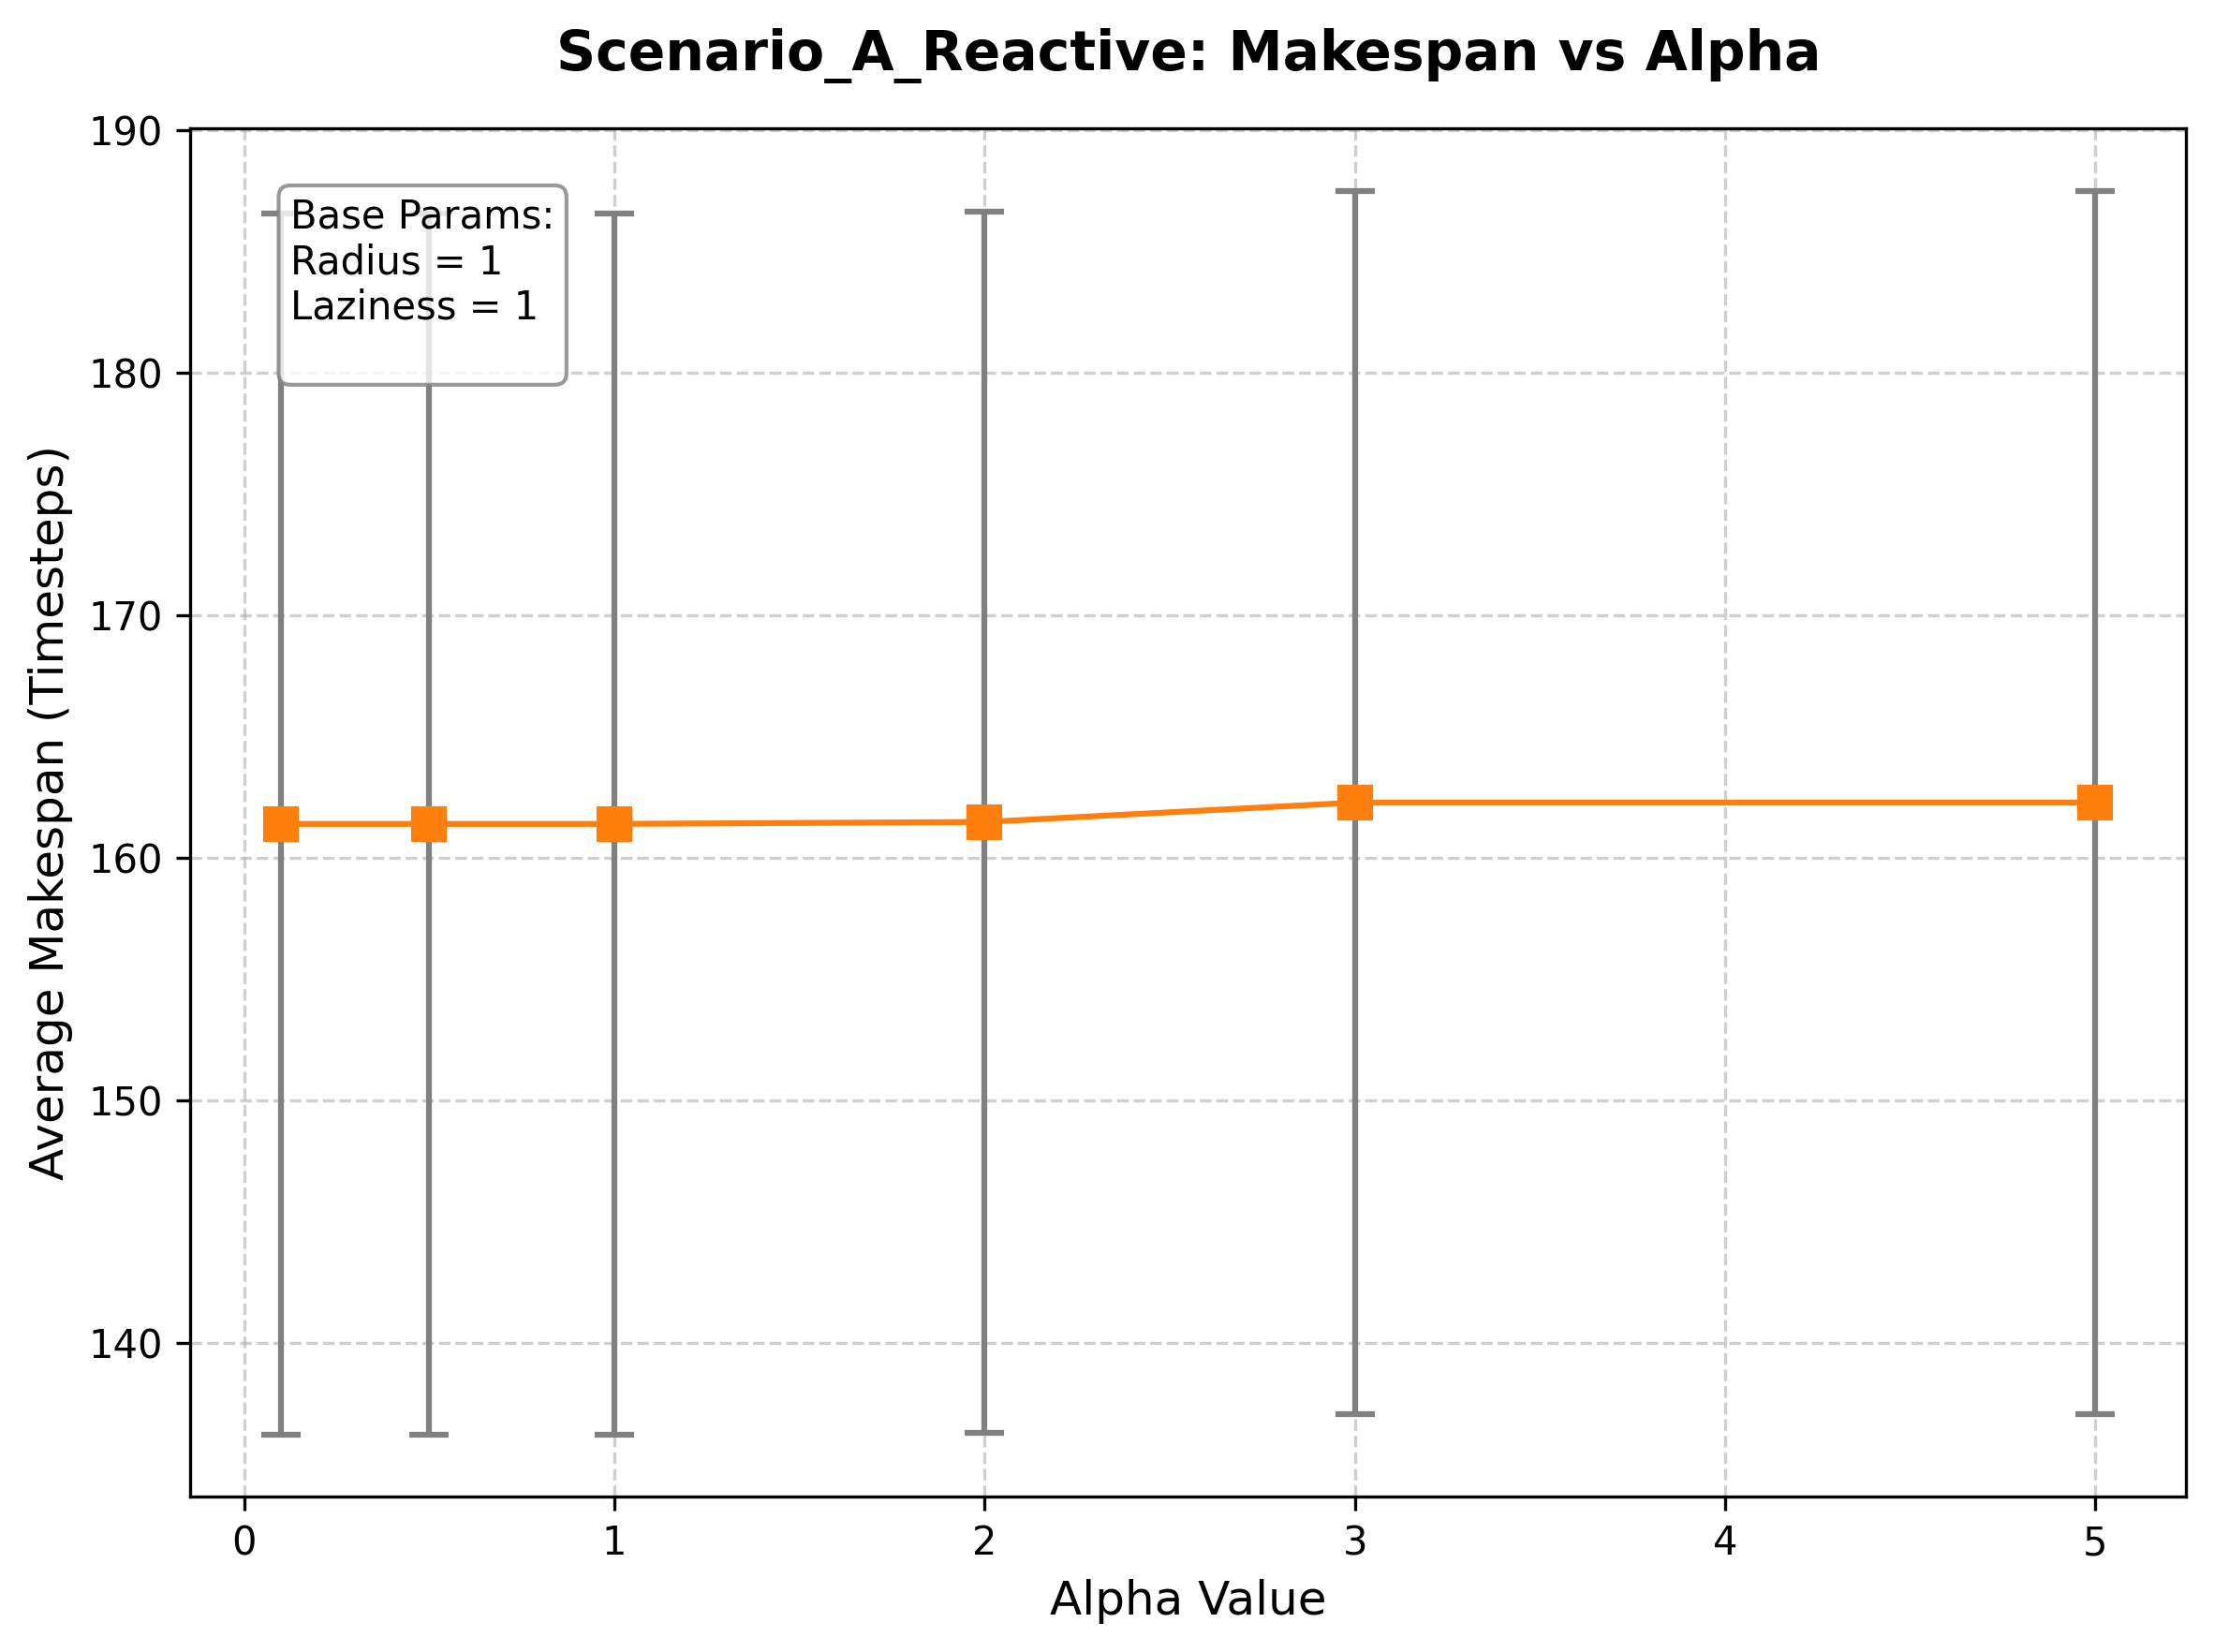 Scenario_A_Reactive: Makespan vs Alpha
190
180
170
160
150
140
Average Makespan (Timesteps)
Base Params:
Radius = 1
Laziness = 1
0 1 2 3 4 5
Alpha Value